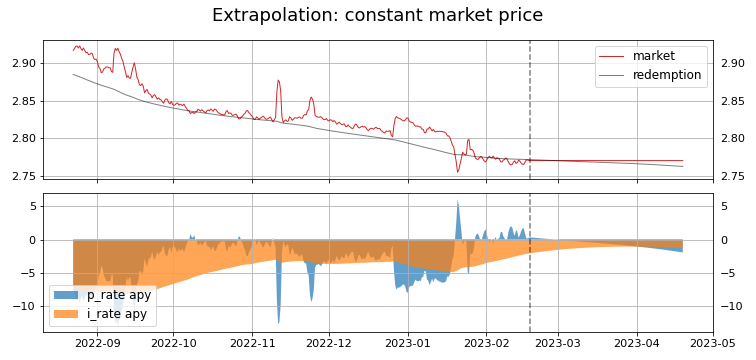 Extrapolation: constant market price
2.90 2.90
2.85 2.85
2.80 2.80
2.75 2.75
market
redemption
5 5
0 0
−5 −5
−10 −10
p_rate apy
i_rate apy
2022-09 2022-10 2022-11 2022-12 2023-01 2023-02 2023-03 2023-04 2023-05